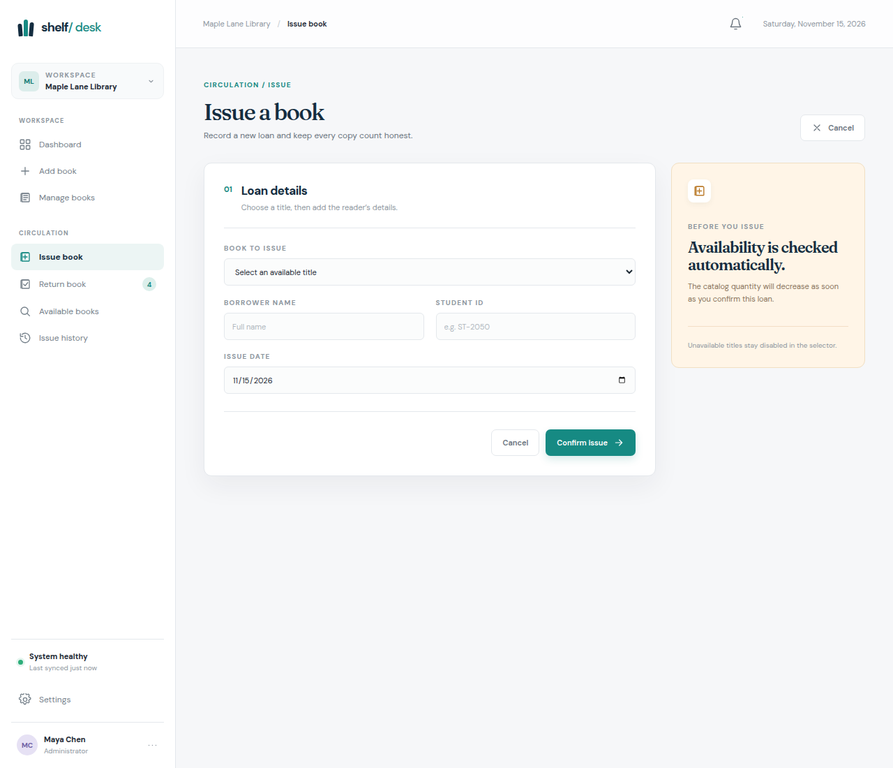 shelf/ desk
ML
WORKSPACE
Maple Lane Library
WORKSPACE
Dashboard
Add book
Manage books
CIRCULATION
Issue book
Return book 4
Available books
Issue history
System healthy
Last synced just now
Settings
MC
Maya Chen
Administrator
Maple Lane Library / Issue book
Saturday, November 15, 2026
CIRCULATION / ISSUE
Issue a book
Record a new loan and keep every copy count honest.
Cancel
01 Loan details
Choose a title, then add the reader's details.
BOOK TO ISSUE
Select an available title
BORROWER NAME STUDENT ID
Full name e.g. ST-2050
ISSUE DATE
11/15/2026
Cancel Confirm issue
BEFORE YOU ISSUE
Availability is checked
automatically.
The catalog quantity will decrease as soon
as you confirm this loan.
Unavailable titles stay disabled in the selector.